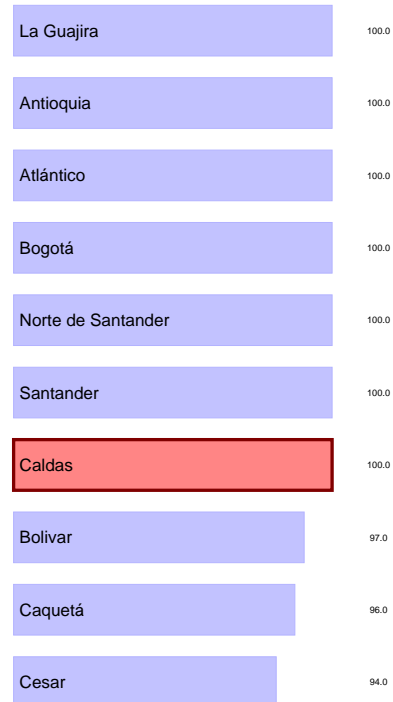 La Guajira 100.0
Antioquia 100.0
Atlántico 100.0
Bogotá 100.0
Norte de Santander 100.0
Santander 100.0
Caldas 100.0
Bolivar 97.0
Caquetá 96.0
Cesar 94.0